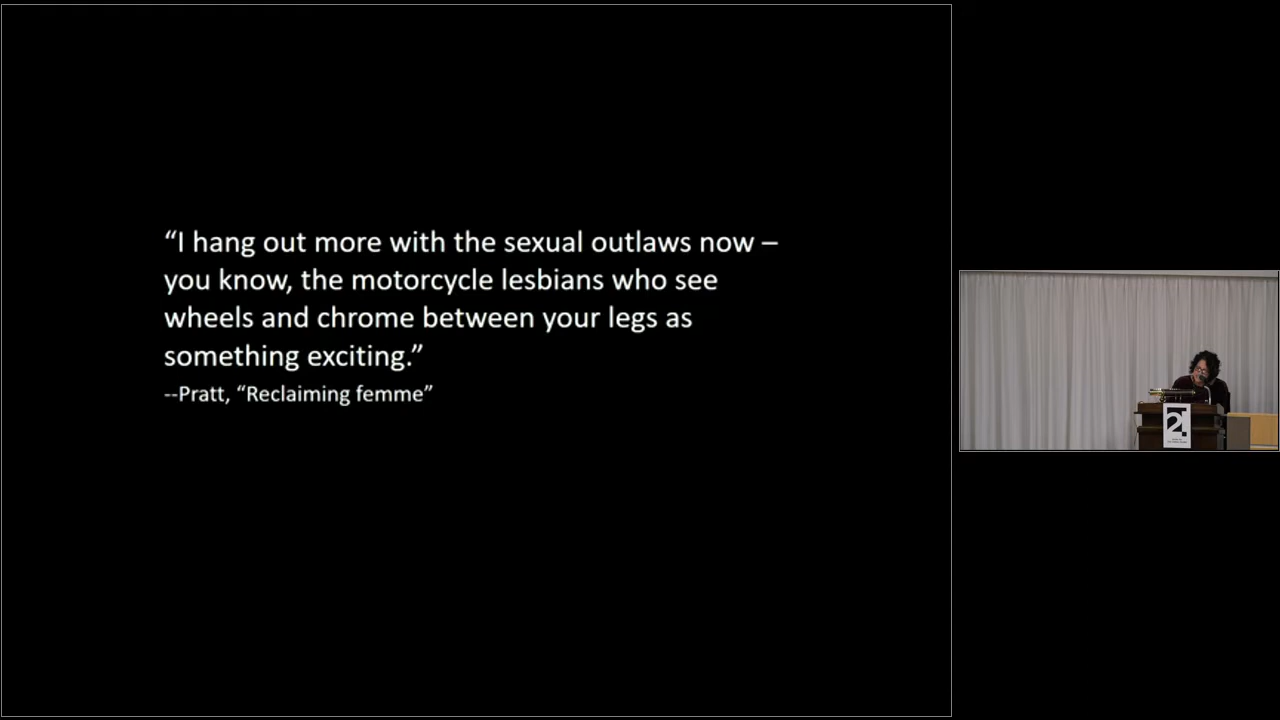 “I hang out more with the sexual outlaws now –
you know, the motorcycle lesbians who see
wheels and chrome between your legs as
something exciting.”
--Pratt, “Reclaiming femme”
2